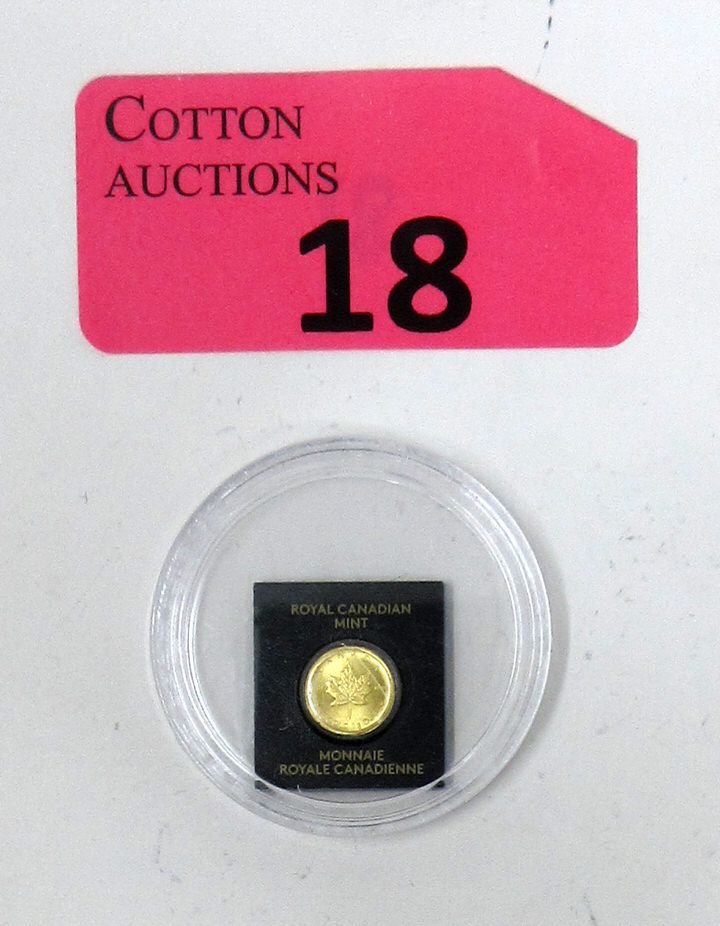 COTTON
AUCTIONS
18
ROYAL CANADIAN
MINT
MONNAIE
ROYALE CANADIENNE